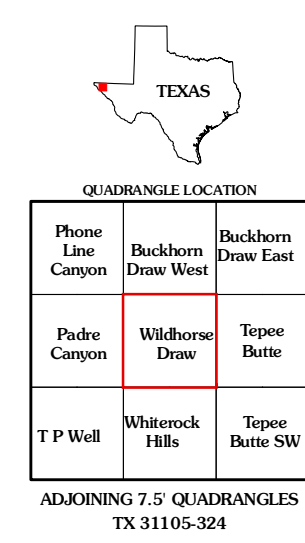 TEXAS
QUADRANGLE LOCATION
Phone
Line
Canyon
Buckhorn
Draw West
Buckhorn
Draw East
Padre
Canyon
Wildhorse
Draw
Tepee
Butte
T P Well
Whiterock
Hills
Tepee
Butte SW
ADJOINING 7.5' QUADRANGLES
TX 31105-324